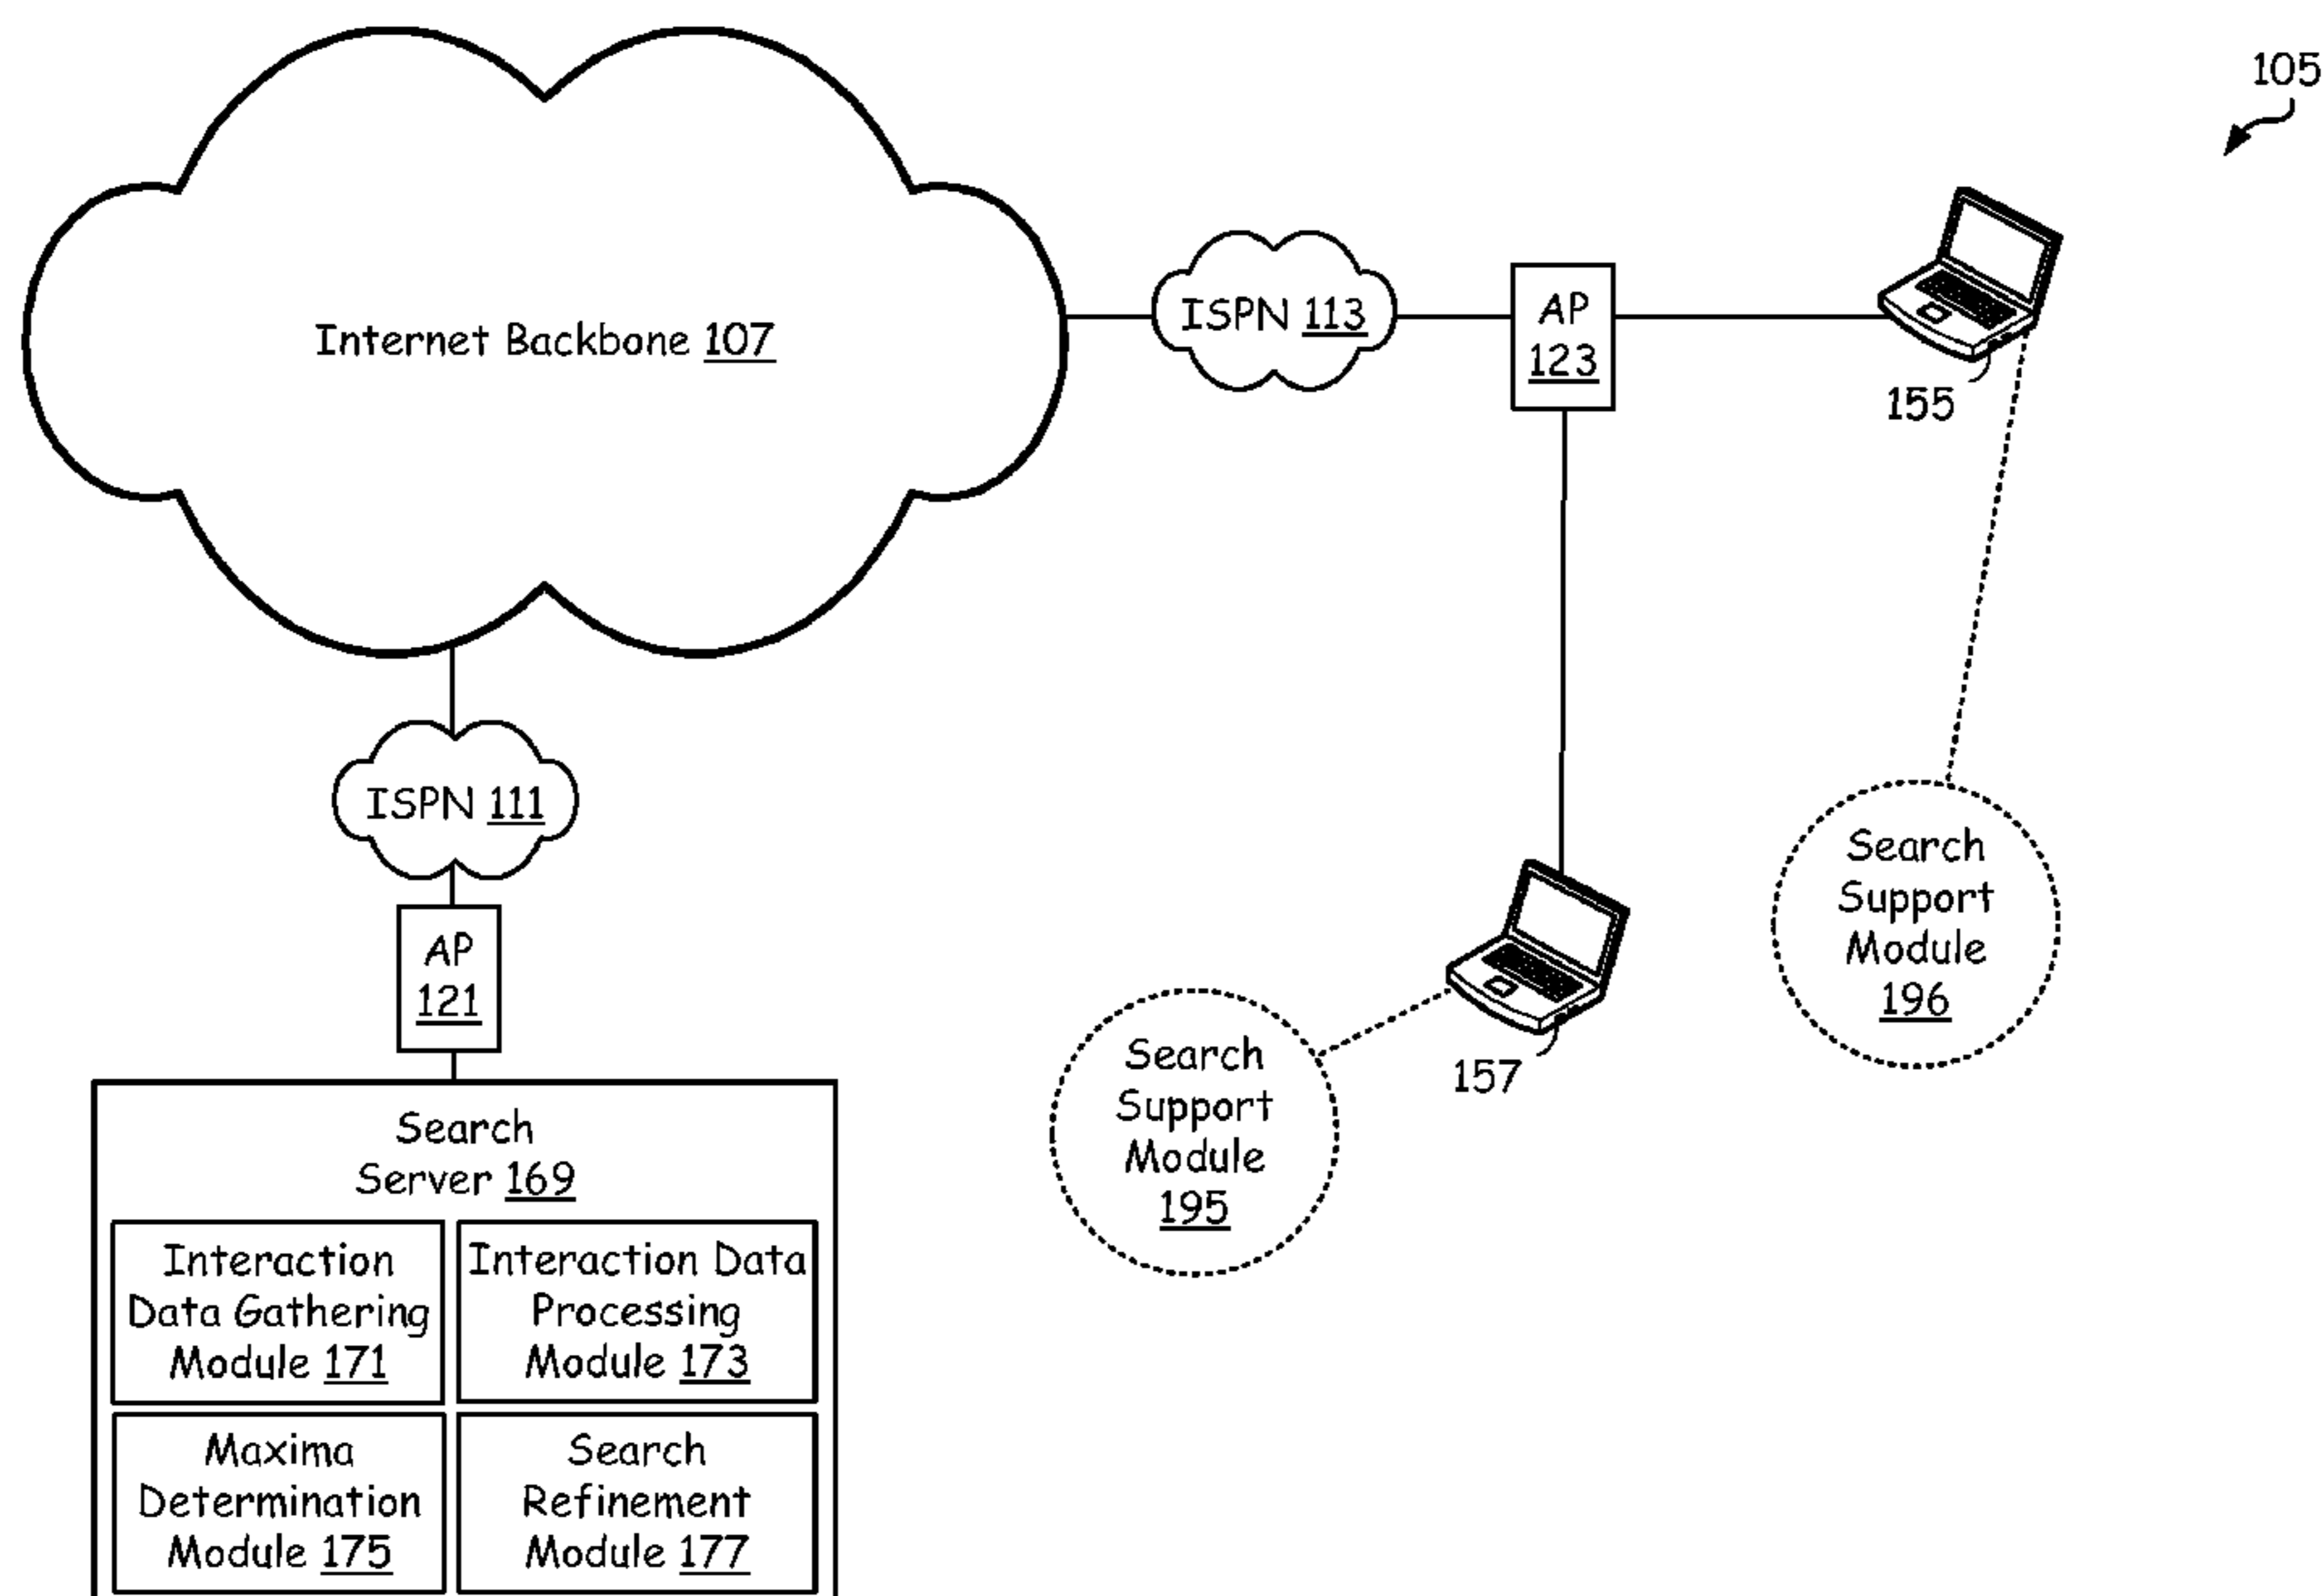 105
Internet Backbone 107
ISPN 113
AP
123
155
ISPN 111
AP
121
Search
Support
Module
196
157
Search
Support
Module
195
Search
Server 169
Interaction
Data Gathering
Module 171
Interaction Data
Processing
Module 173
Maxima
Determination
Module 175
Search
Refinement
Module 177